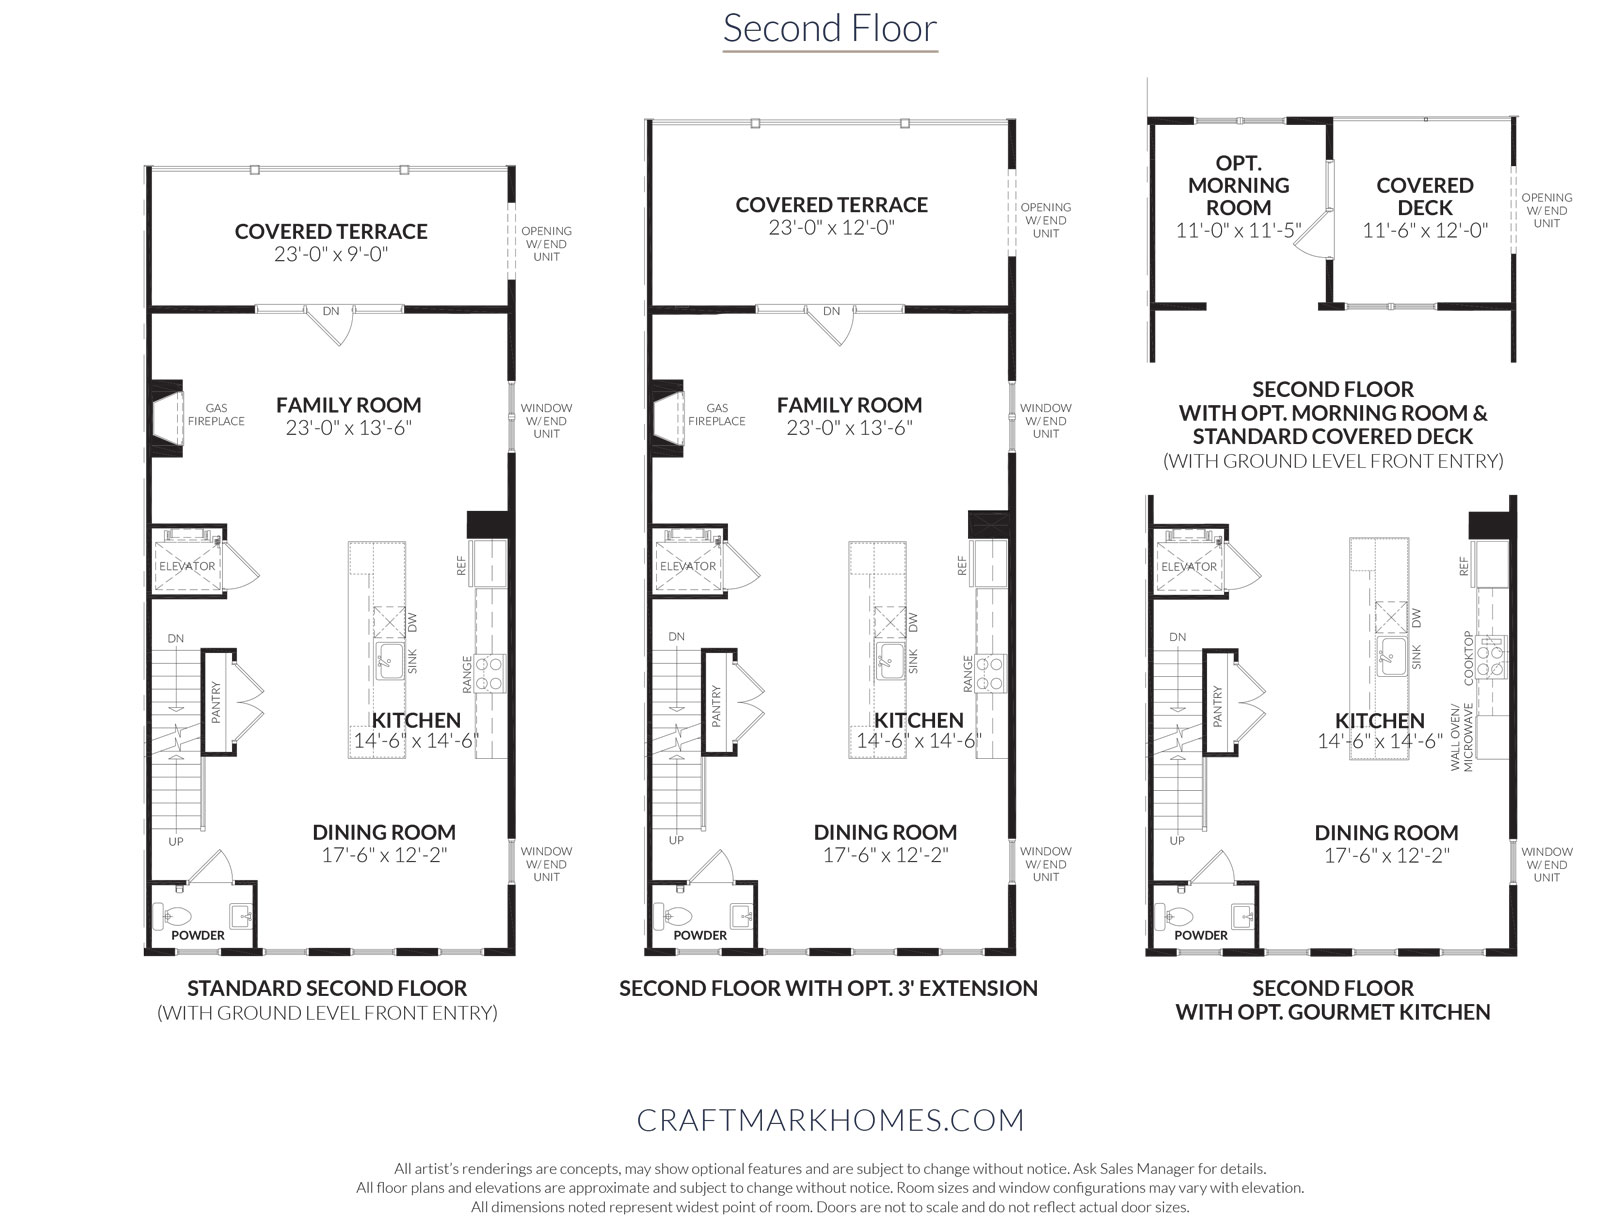 Second Floor
COVERED TERRACE
23'-0" x 9'-0"
OPENING
W/ END
UNIT
DN
GAS
FIREPLACE
FAMILY ROOM
23'-0" x 13'-6"
WINDOW
W/ END
UNIT
ELEVATOR
REF
DW
SINK
RANGE
DN
PANTRY
KITCHEN
14'-6" x 14'-6"
DINING ROOM
17'-6" x 12'-2"
UP
WINDOW
W/ END
UNIT
POWDER
STANDARD SECOND FLOOR
(WITH GROUND LEVEL FRONT ENTRY)
COVERED TERRACE
23'-0" x 12'-0"
OPENING
W/ END
UNIT
DN
GAS
FIREPLACE
FAMILY ROOM
23'-0" x 13'-6"
WINDOW
W/ END
UNIT
ELEVATOR
REF
DW
SINK
RANGE
DN
PANTRY
KITCHEN
14'-6" x 14'-6"
DINING ROOM
17'-6" x 12'-2"
UP
WINDOW
W/ END
UNIT
POWDER
SECOND FLOOR WITH OPT. 3' EXTENSION
OPT.
MORNING
ROOM
11'-0" x 11'-5"
COVERED
DECK
11'-6" x 12'-0"
OPENING
W/ END
UNIT
SECOND FLOOR
WITH OPT. MORNING ROOM &
STANDARD COVERED DECK
(WITH GROUND LEVEL FRONT ENTRY)
ELEVATOR
REF
DW
SINK
COOKTOP
WALL OVEN/
MICROWAVE
DN
PANTRY
KITCHEN
14'-6" x 14'-6"
DINING ROOM
17'-6" x 12'-2"
UP
WINDOW
W/ END
UNIT
POWDER
SECOND FLOOR
WITH OPT. GOURMET KITCHEN
CRAFTMARKHOMES.COM
All artist's renderings are concepts, may show optional features and are subject to change without notice. Ask Sales Manager for details.
All floor plans and elevations are approximate and subject to change without notice. Room sizes and window configurations may vary with elevation.
All dimensions noted represent widest point of room. Doors are not to scale and do not reflect actual door sizes.